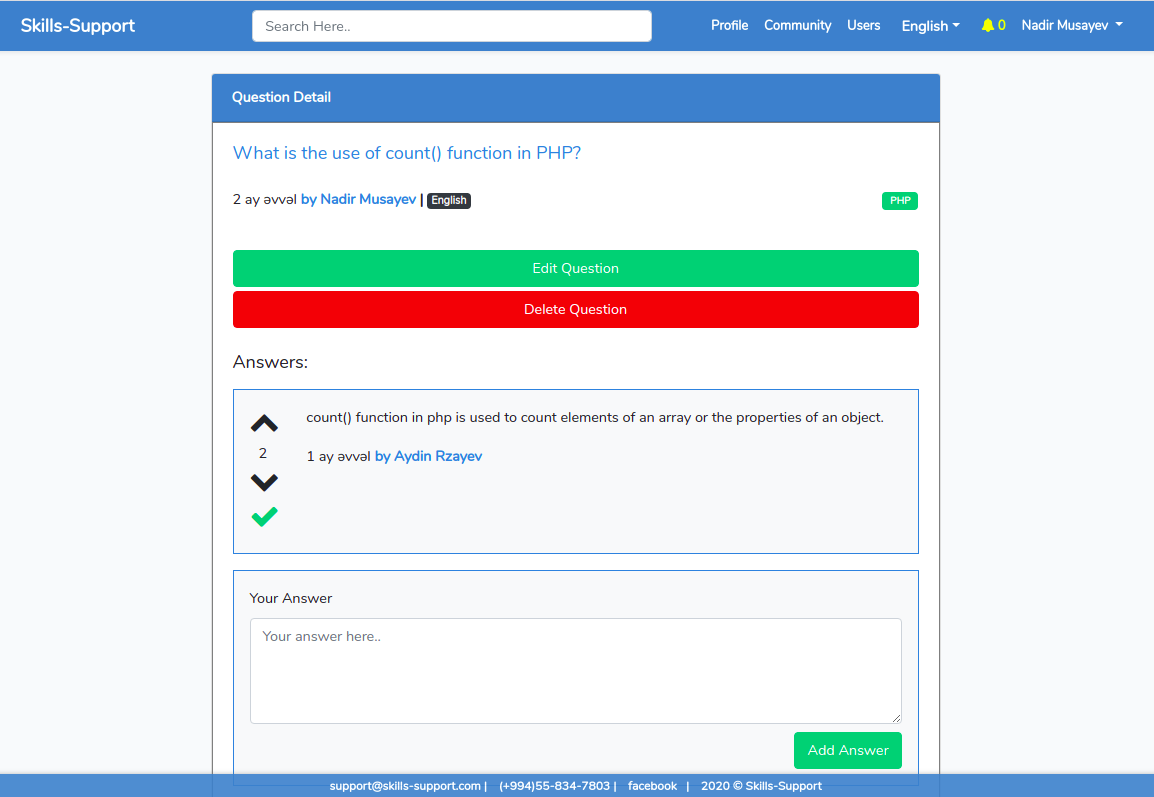 Skills-Support Search Here.. Profile Community Users English 0 Nadir Musayev
Question Detail
What is the use of count() function in PHP?
2 ay əvvəl by Nadir Musayev | English PHP
Edit Question
Delete Question
Answers:
count() function in php is used to count elements of an array or the properties of an object.
2
1 ay əvvəl by Aydin Rzayev
Your Answer
Your answer here..
Add Answer
support@skills-support.com | (+994)55-834-7803 | facebook | 2020 © Skills-Support